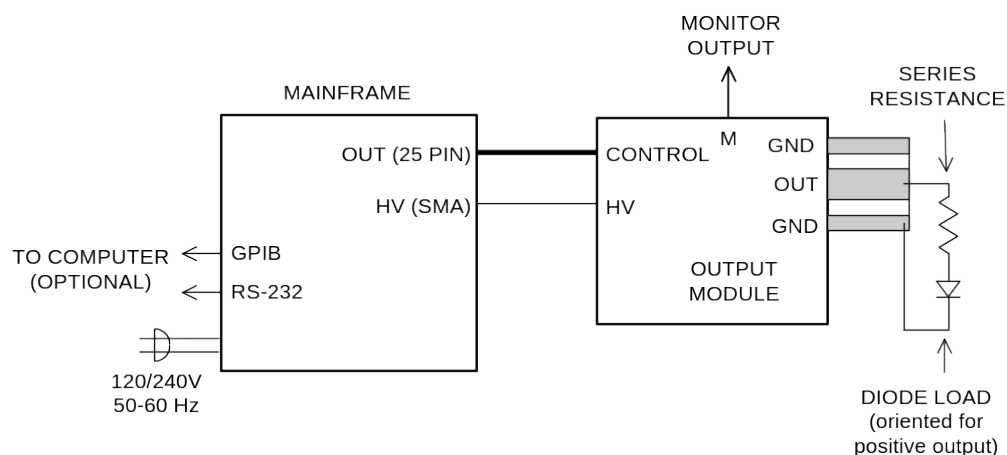 MONITOR
OUTPUT
SERIES
RESISTANCE
MAINFRAME
OUT (25 PIN)
HV (SMA)
CONTROL
HV
M
GND
OUT
GND
TO COMPUTER
(OPTIONAL)
GPIB
RS-232
OUTPUT
MODULE
120/240V
50-60 Hz
DIODE LOAD
(oriented for
positive output)